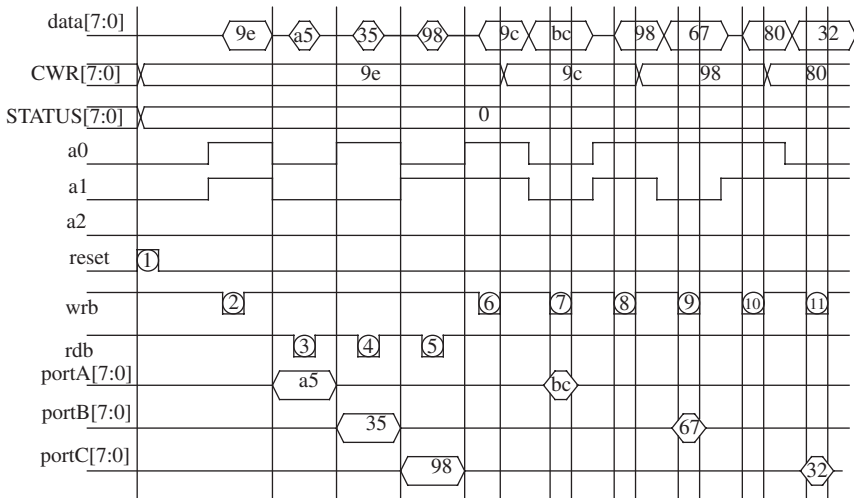 data[7:0] 9e a5 35 98 9c bc 98 67 80 32
CWR[7:0] 9e 9c 98 80
STATUS[7:0] 0
a0
a1
a2
reset 1
wrb 2 6 7 8 9 10 11
rdb 3 4 5
portA[7:0] a5 bc
portB[7:0] 35 67
portC[7:0] 98 32